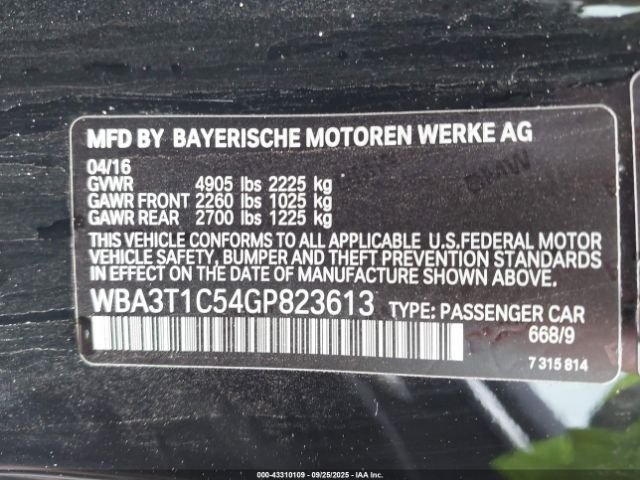 MFD BY BAYERISCHE MOTOREN WERKE AG
04/16
GVWR 4905 lbs 2225 kg
GAWR FRONT 2260 lbs 1025 kg
GAWR REAR 2700 lbs 1225 kg
THIS VEHICLE CONFORMS TO ALL APPLICABLE U.S.FEDERAL MOTOR
VEHICLE SAFETY, BUMPER AND THEFT PREVENTION STANDARDS
IN EFFECT ON THE DATE OF MANUFACTURE SHOWN ABOVE.
WBA3T1C54GP823613 TYPE: PASSENGER CAR
668/9
7 315 814
000-43310109 - 09/25/2025 - IAA Inc.